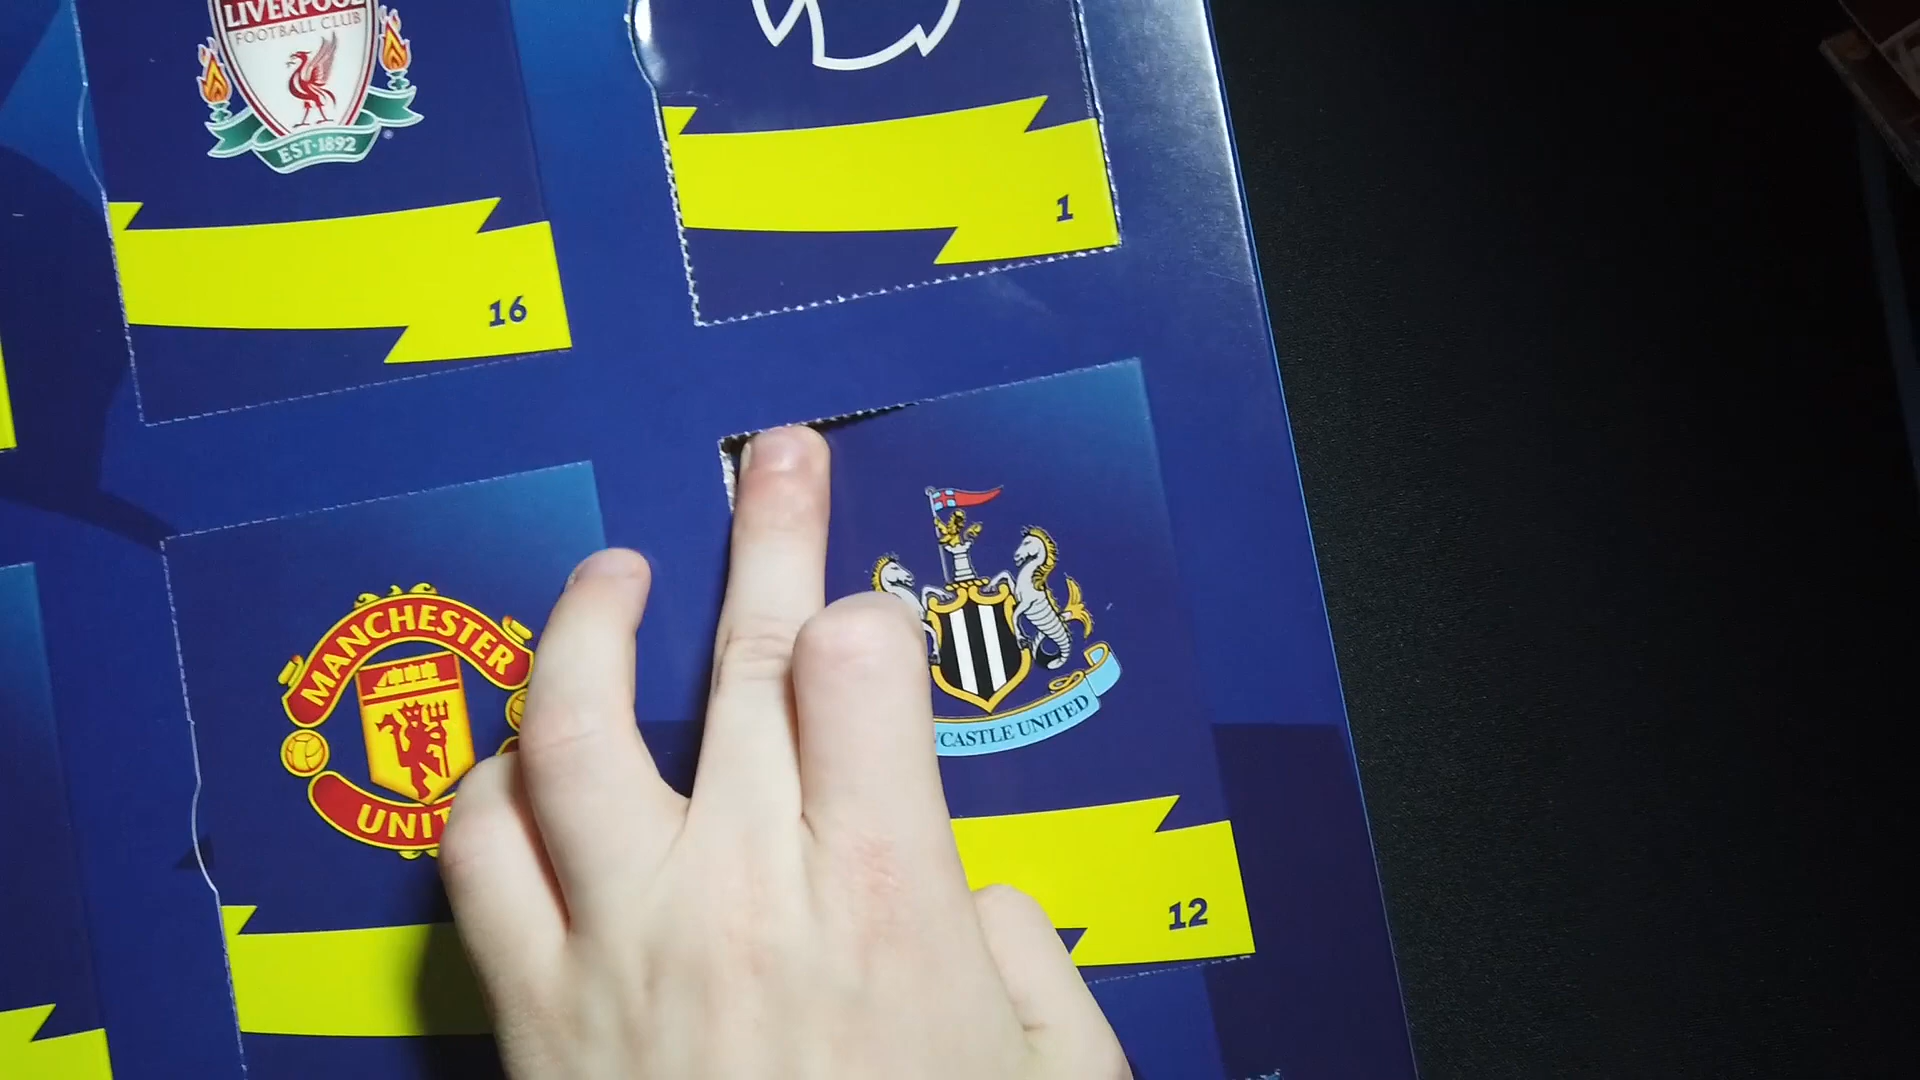 LIVERPOOL
FOOTBALL CLUB
EST·1892
16
1
MANCHESTER
UNIT
CASTLE UNITED
12